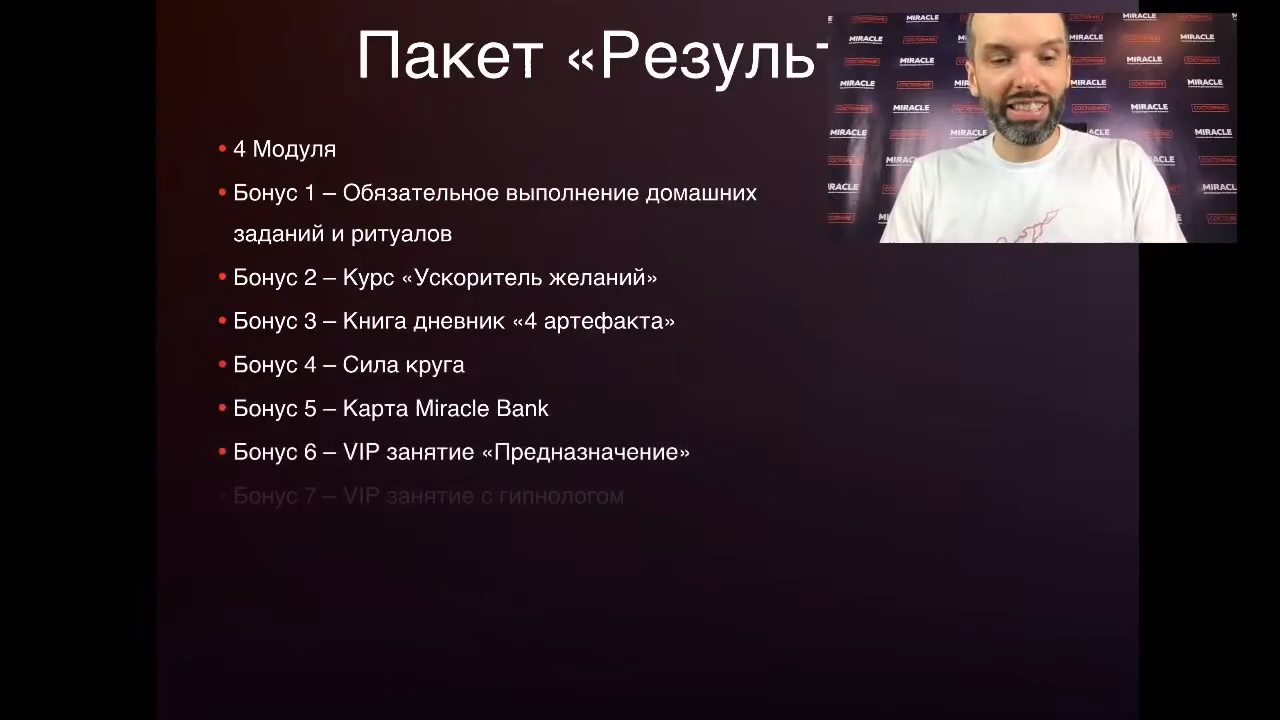 Пакет «Резуль
• 4 Модуля
• Бонус 1 – Обязательное выполнение домашних
заданий и ритуалов
• Бонус 2 – Курс «Ускоритель желаний»
• Бонус 3 – Книга дневник «4 артефакта»
• Бонус 4 – Сила круга
• Бонус 5 – Карта Miracle Bank
• Бонус 6 – VIP занятие «Предназначение»
• Бонус 7 – VIP занятие с гипнологом
MIRACLE
СОСТОЯНИЕ